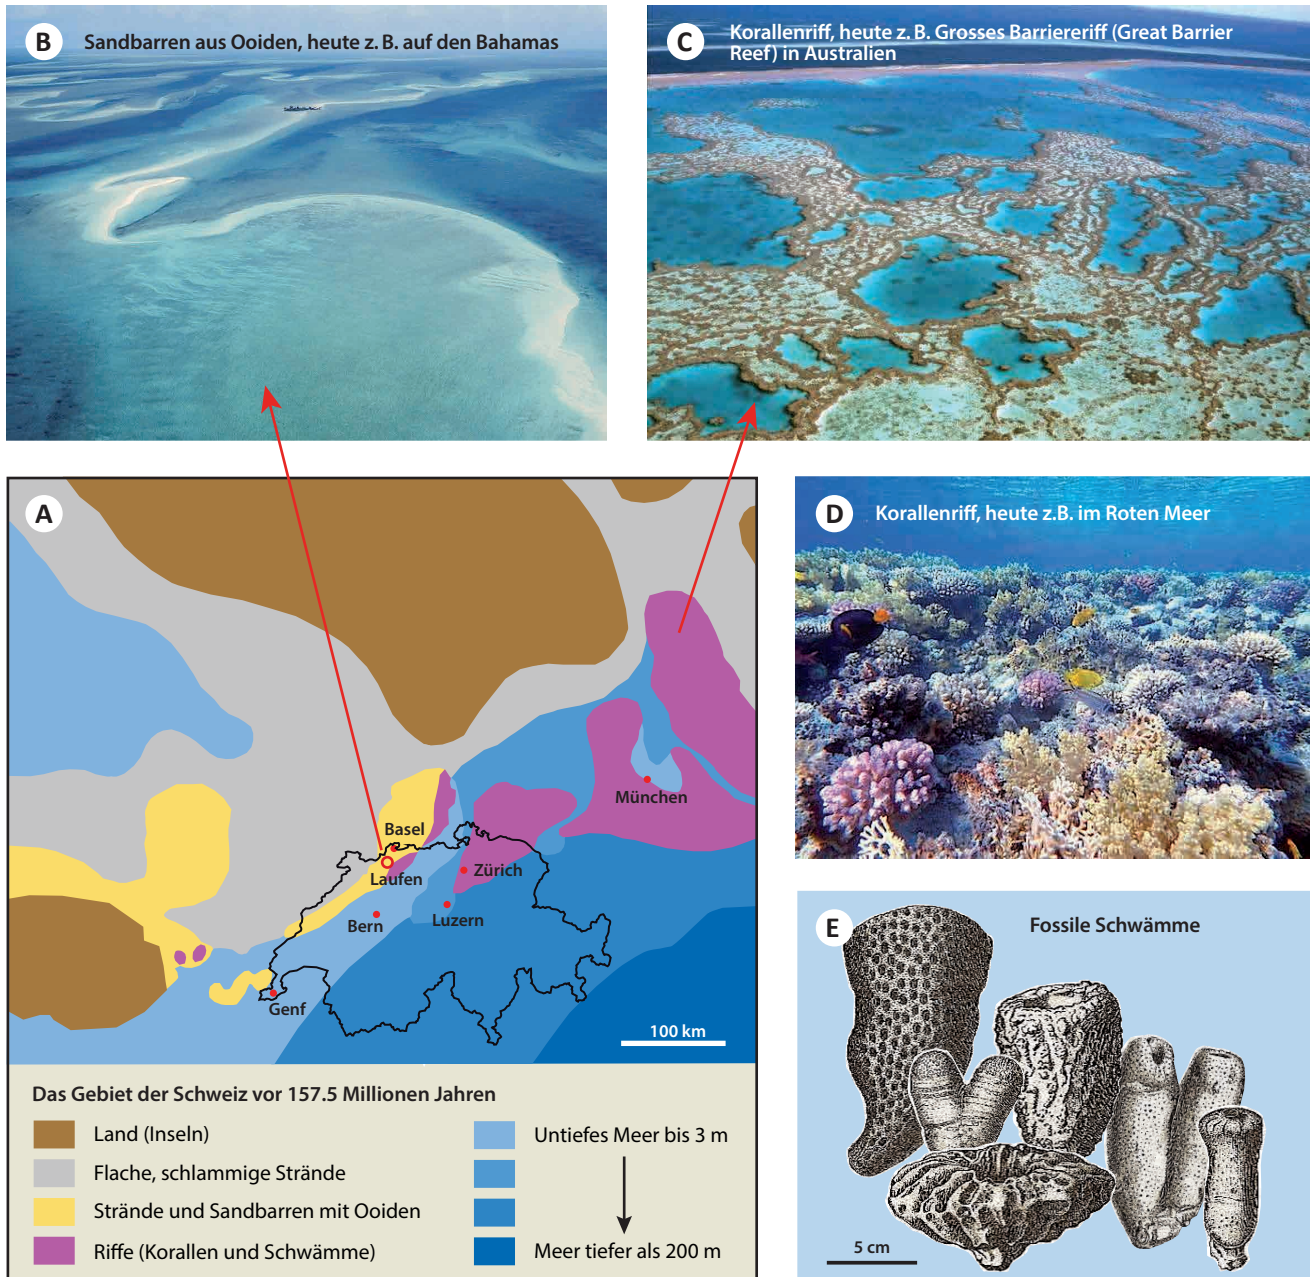 B
Sandbarren aus Ooiden, heute z. B. auf den Bahamas
C
Korallenriff, heute z. B. Grosses Barriereriff (Great Barrier
Reef) in Australien
A
München
Basel
Laufen
Zürich
Bern
Luzern
Genf
100 km
Das Gebiet der Schweiz vor 157.5 Millionen Jahren
Land (Inseln)
Flache, schlammige Strände
Strände und Sandbarren mit Ooiden
Riffe (Korallen und Schwämme)
Untiefes Meer bis 3 m
Meer tiefer als 200 m
D
Korallenriff, heute z.B. im Roten Meer
E
Fossile Schwämme
5 cm